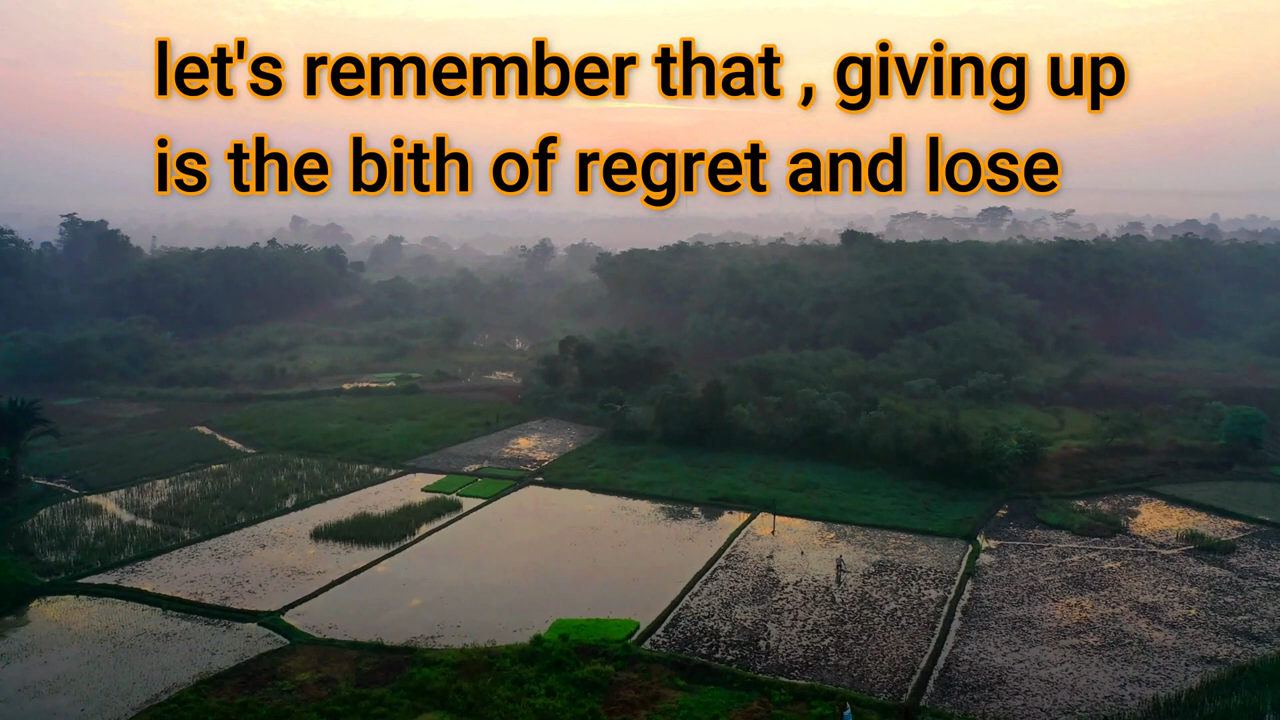 let's remember that , giving up
is the bith of regret and lose